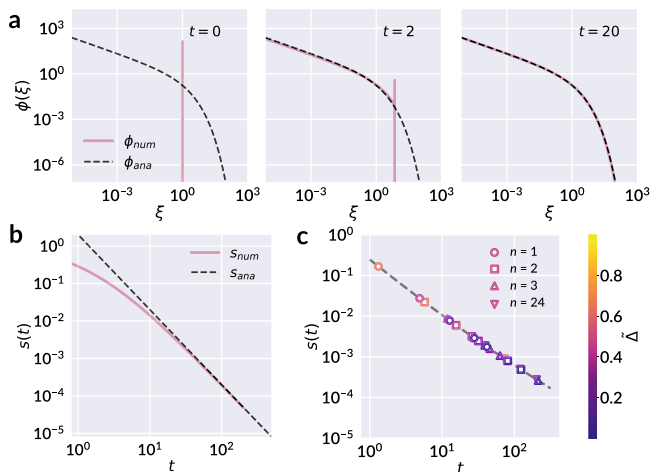 a
t = 0
t = 2
t = 20
10³
10⁰
10⁻³
10⁻⁶
ϕ(ξ)
ϕnum
ϕana
10⁻³ 10⁰ 10³
10⁻³ 10⁰ 10³
10⁻³ 10⁰ 10³
ξ
ξ
ξ
b
snum
sana
10⁰
10⁻¹
10⁻²
10⁻³
10⁻⁴
10⁻⁵
s(t)
10⁰ 10¹ 10²
t
c
n = 1
n = 2
n = 3
n = 24
10⁰
10⁻¹
10⁻²
10⁻³
10⁻⁴
10⁻⁵
s(t)
10⁰ 10¹ 10²
t
0.8
0.6
0.4
0.2
Δ̃